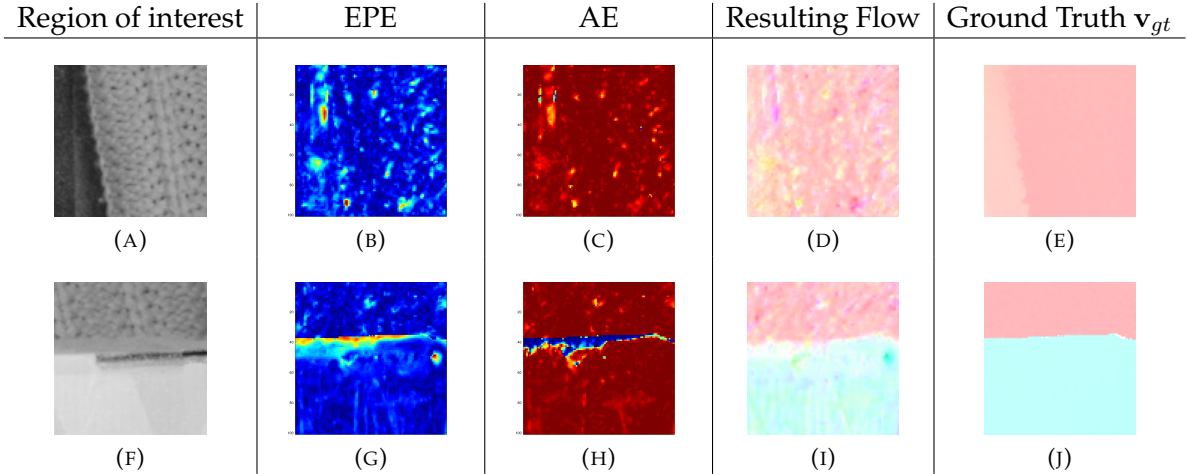 Region of interest EPE AE Resulting Flow Ground Truth v_gt
(A) (B) (C) (D) (E)
(F) (G) (H) (I) (J)